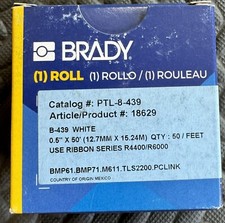 BRADY
(1) ROLL (1) ROLLO / (1) ROULEAU
Catalog #: PTL-8-439
Article/Product #: 18629
B-439 WHITE
0.5" X 50' (12.7MM X 15.24M) QTY : 50 / FEET
USE RIBBON SERIES R4400/R6000
BMP61.BMP71.M611.TLS2200.PCLINK
COUNTRY OF ORIGIN MEXICO